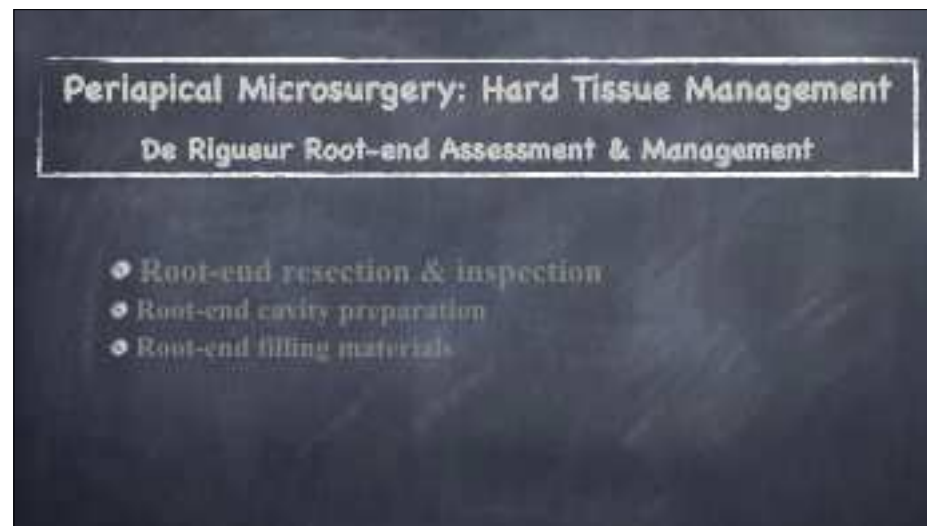 Periapical Microsurgery: Hard Tissue Management
De Rigueur Root-end Assessment & Management
Root-end resection & inspection
Root-end cavity preparation
Root-end filling materials